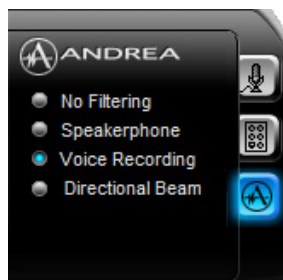 ANDREA
No Filtering
Speakerphone
Voice Recording
Directional Beam